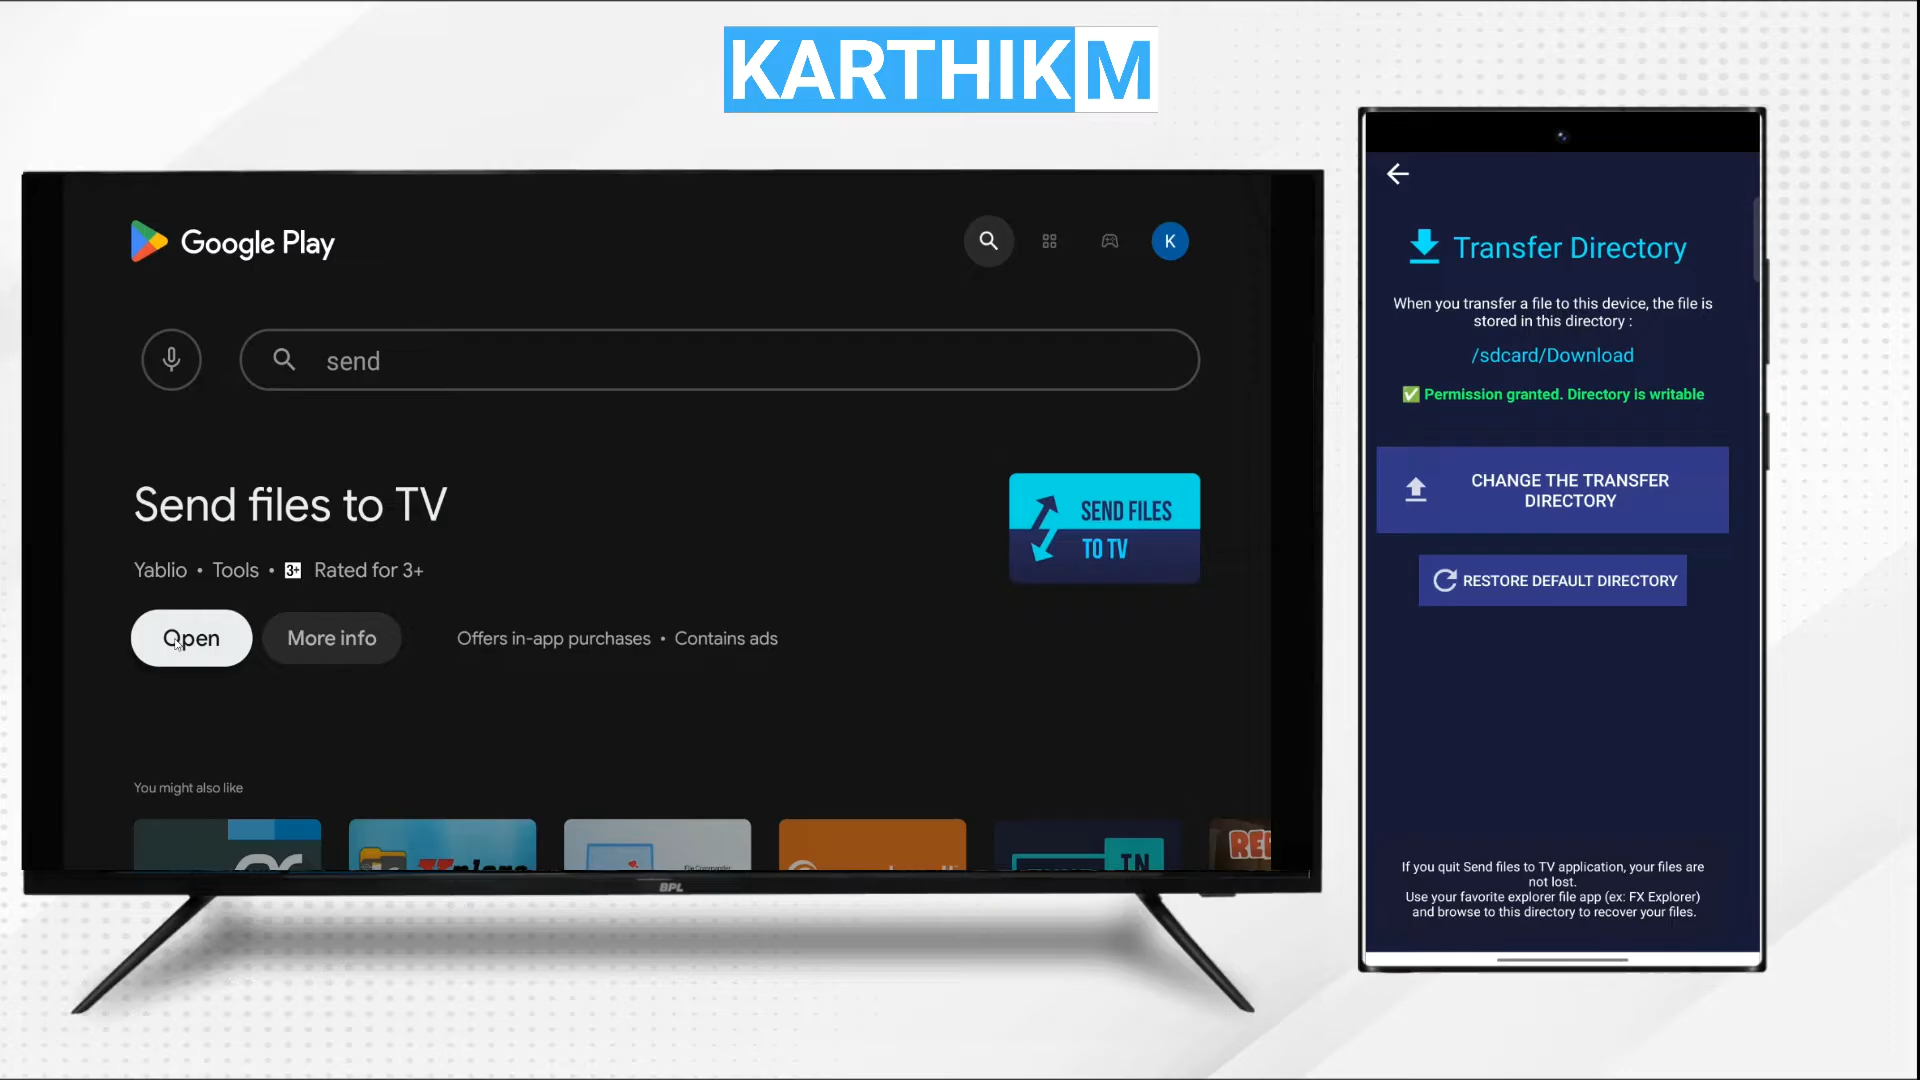 KARTHIKM
Google Play
K
send
Send files to TV
Yablio • Tools • 3+ Rated for 3+
SEND FILES
TO TV
Open
More info
Offers in-app purchases • Contains ads
You might also like
BPL
Transfer Directory
When you transfer a file to this device, the file is
stored in this directory :
/sdcard/Download
✅ Permission granted. Directory is writable
CHANGE THE TRANSFER
DIRECTORY
RESTORE DEFAULT DIRECTORY
If you quit Send files to TV application, your files are
not lost.
Use your favorite explorer file app (ex: FX Explorer)
and browse to this directory to recover your files.